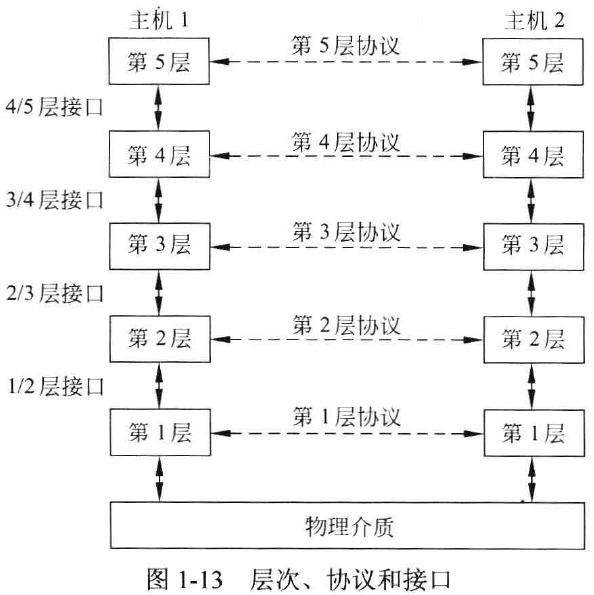 主机 1 主机 2
第 5 层 第 5 层协议 第 5 层
4/5 层接口
第 4 层 第 4 层协议 第 4 层
3/4 层接口
第 3 层 第 3 层协议 第 3 层
2/3 层接口
第 2 层 第 2 层协议 第 2 层
1/2 层接口
第 1 层 第 1 层协议 第 1 层
物理介质
图 1-13 层次、协议和接口